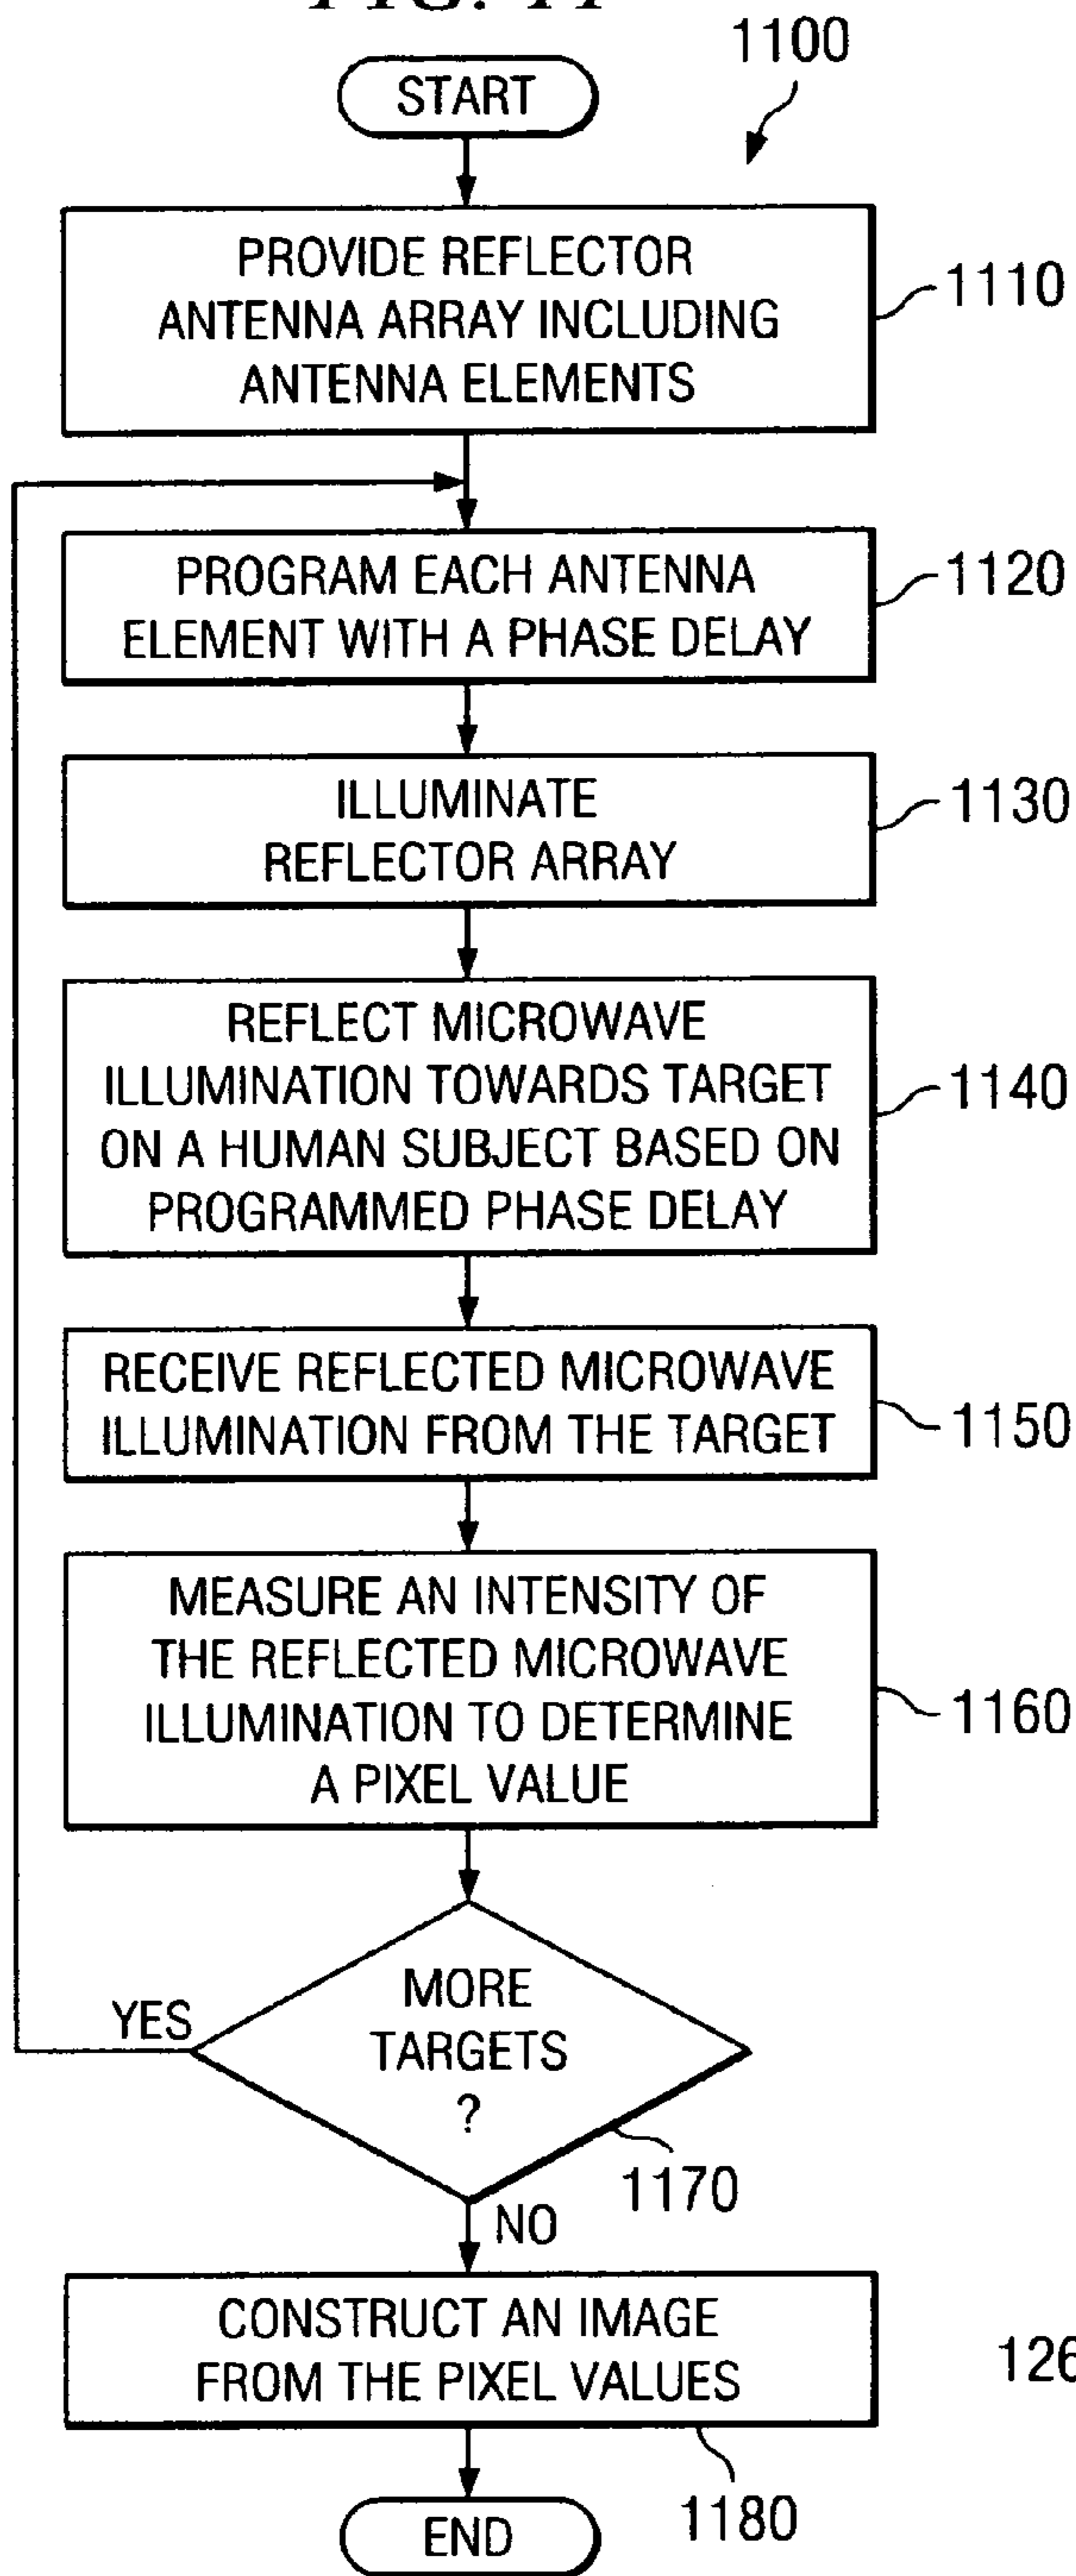 1100
START
PROVIDE REFLECTOR
ANTENNA ARRAY INCLUDING
ANTENNA ELEMENTS
1110
PROGRAM EACH ANTENNA
ELEMENT WITH A PHASE DELAY
1120
ILLUMINATE
REFLECTOR ARRAY
1130
REFLECT MICROWAVE
ILLUMINATION TOWARDS TARGET
ON A HUMAN SUBJECT BASED ON
PROGRAMMED PHASE DELAY
1140
RECEIVE REFLECTED MICROWAVE
ILLUMINATION FROM THE TARGET
1150
MEASURE AN INTENSITY OF
THE REFLECTED MICROWAVE
ILLUMINATION TO DETERMINE
A PIXEL VALUE
1160
MORE
TARGETS
?
YES
1170
NO
CONSTRUCT AN IMAGE
FROM THE PIXEL VALUES
1180
END